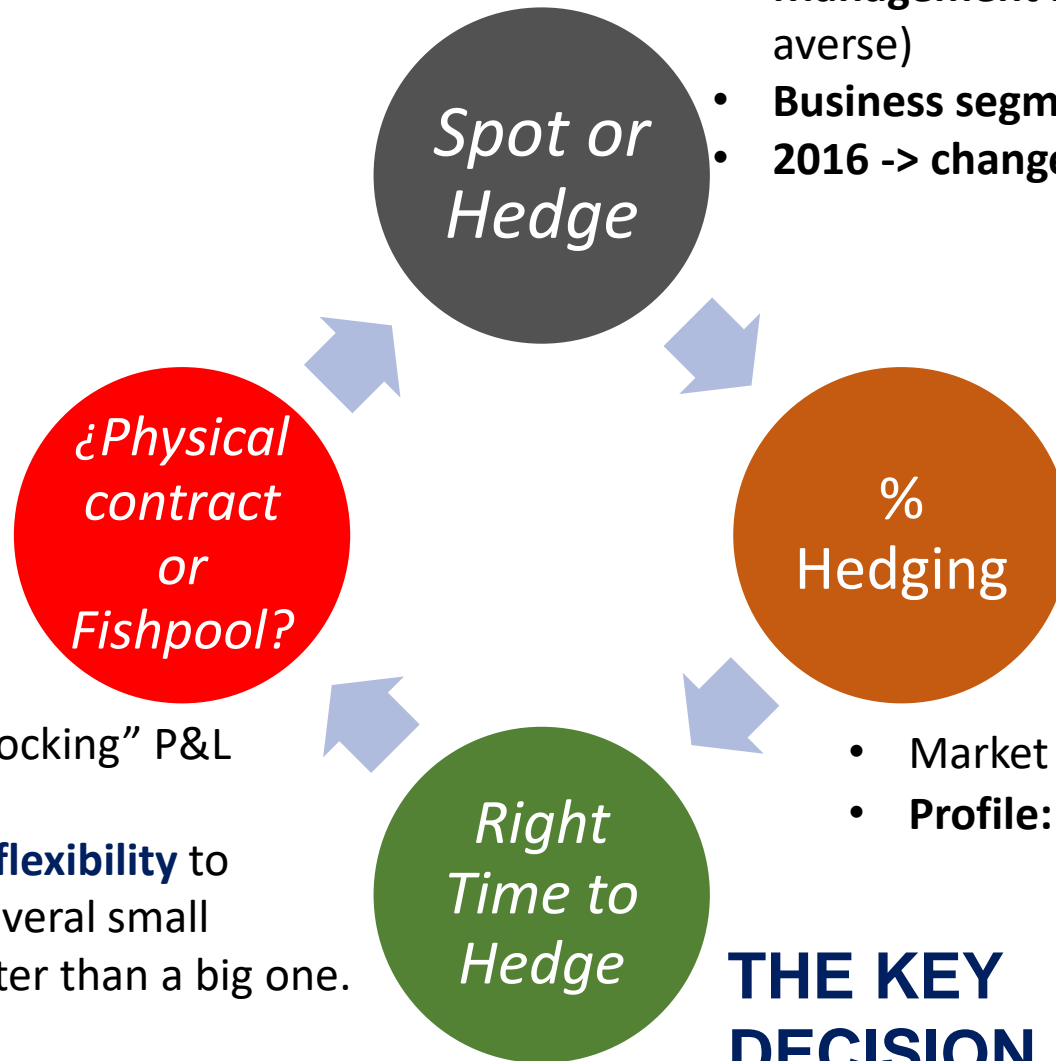 averse)
Spot or
Hedge
• Business segm
• 2016 -> change
¿Physical
contract
or
Fishpool?
%
Hedging
ocking” P&L
flexibility to
veral small
ter than a big one.
Right
Time to
Hedge
• Market
• Profile:
THE KEY
DECISION